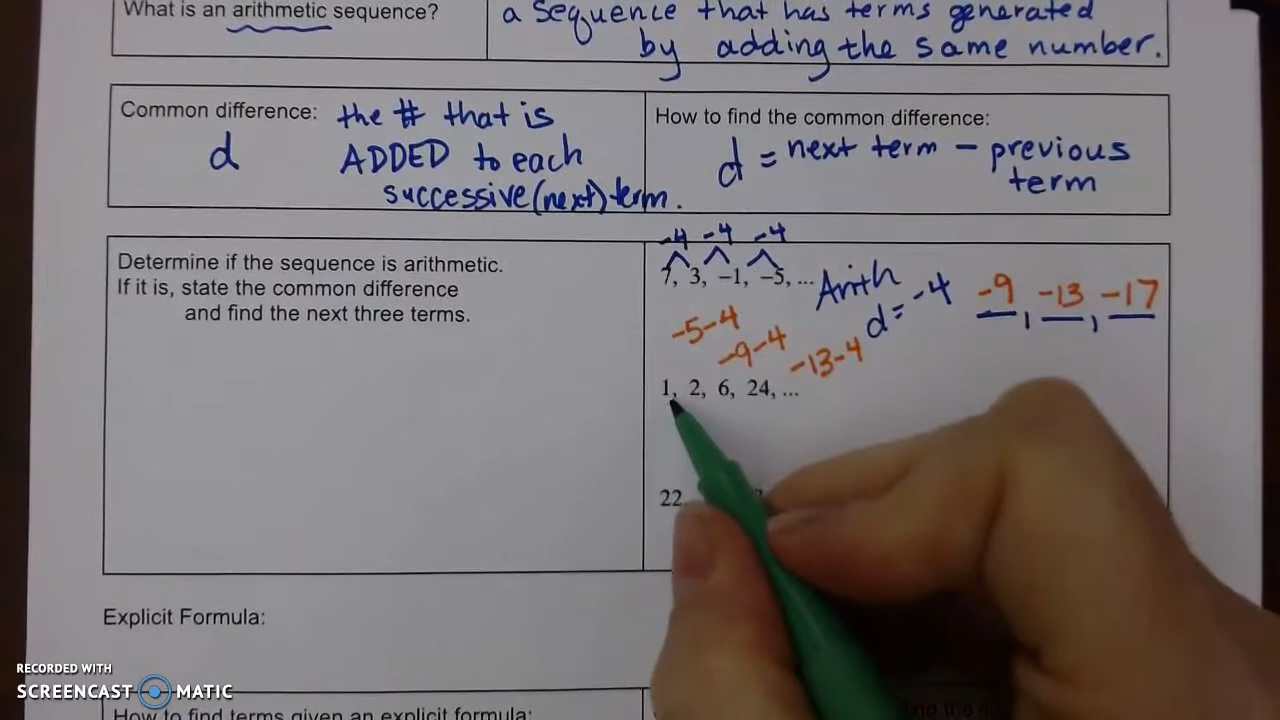 What is an arithmetic sequence?
a sequence that has terms generated
by adding the same number.
Common difference: the # that is
d ADDED to each
successive (next) term.
How to find the common difference:
d = next term - previous
term
Determine if the sequence is arithmetic.
If it is, state the common difference
and find the next three terms.
-4 -4 -4
7, 3, −1, −5, ... Arith
d = -4
-9, -13, -17
-5-4
-9-4
-13-4
1, 2, 6, 24, ...
22
Explicit Formula:
How to find terms given an explicit formula:
RECORDED WITH
SCREENCAST MATIC